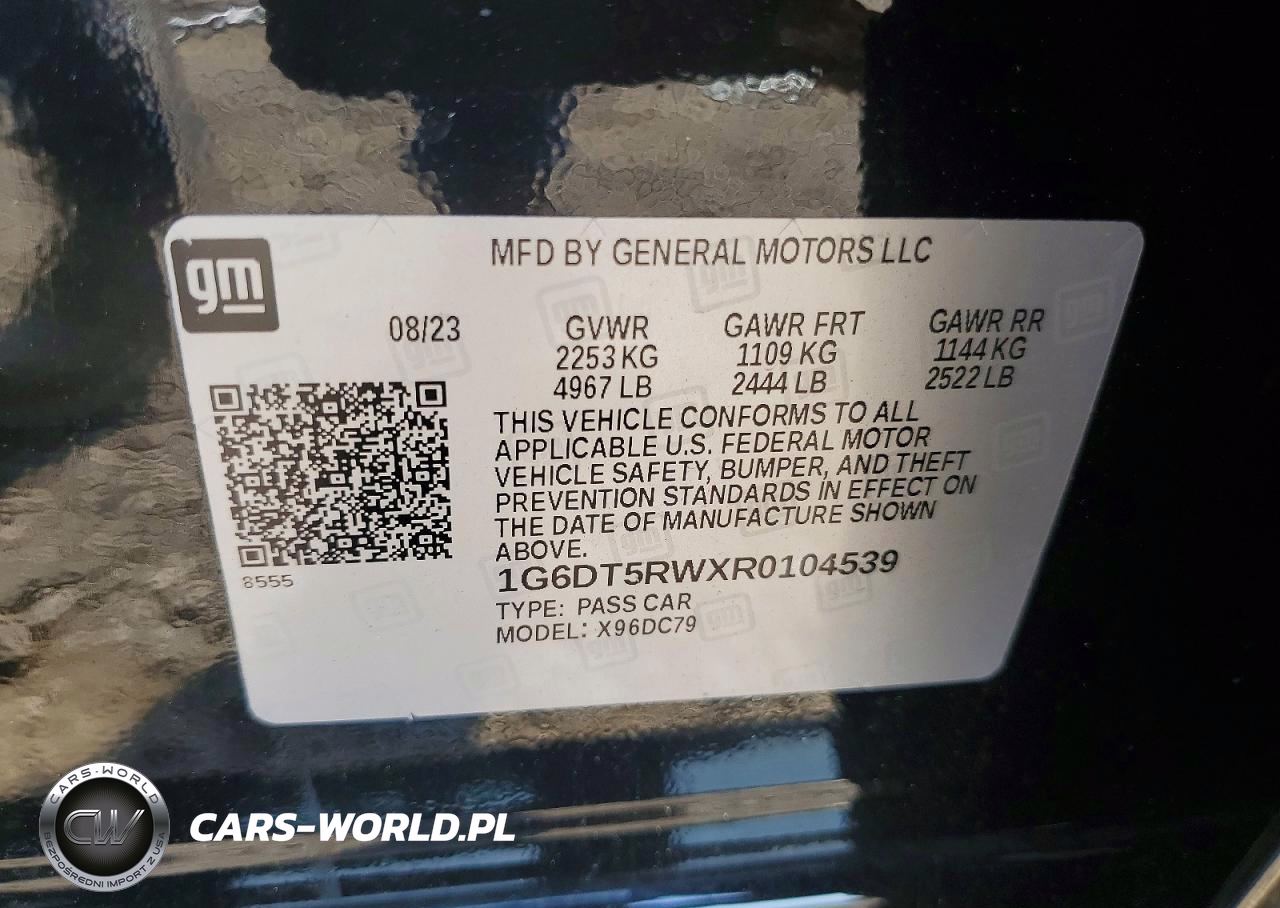 gm
MFD BY GENERAL MOTORS LLC
08/23 GVWR GAWR FRT GAWR RR
2253 KG 1109 KG 1144 KG
4967 LB 2444 LB 2522 LB
THIS VEHICLE CONFORMS TO ALL
APPLICABLE U.S. FEDERAL MOTOR
VEHICLE SAFETY, BUMPER, AND THEFT
PREVENTION STANDARDS IN EFFECT ON
THE DATE OF MANUFACTURE SHOWN
ABOVE.
8555
1G6DT5RWXR0104539
TYPE: PASS CAR
MODEL: X96DC79
CARS-WORLD
CW
BEZPOŚREDNI IMPORT Z USA
CARS-WORLD.PL